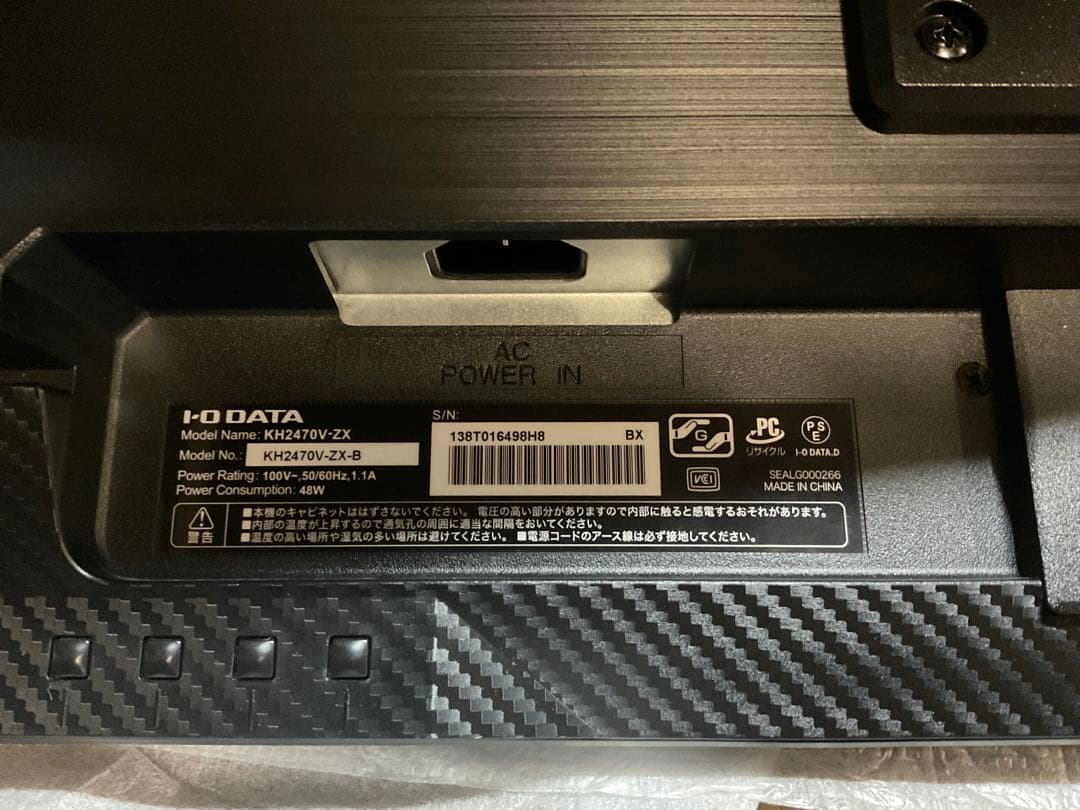 AC
POWER IN
I-O DATA
Model Name: KH2470V-ZX
Model No.: KH2470V-ZX-B
Power Rating: 100V~,50/60Hz,1.1A
Power Consumption: 48W
S/N:
138T016498H8 BX
G
PC
リサイクル
PSE
I-O DATA.D
VCI
SEALG000266
MADE IN CHINA
警告
■本機のキャビネットははずさないでください。 電圧の高い部分がありますので内部に触ると感電するおそれがあります。
■内部の温度が上昇するので通気孔の周囲に適当な間隔をおいてください。
■温度の高い場所や湿気の多い場所は避けてください。 ■電源コードのアース線は必ず接地してください。